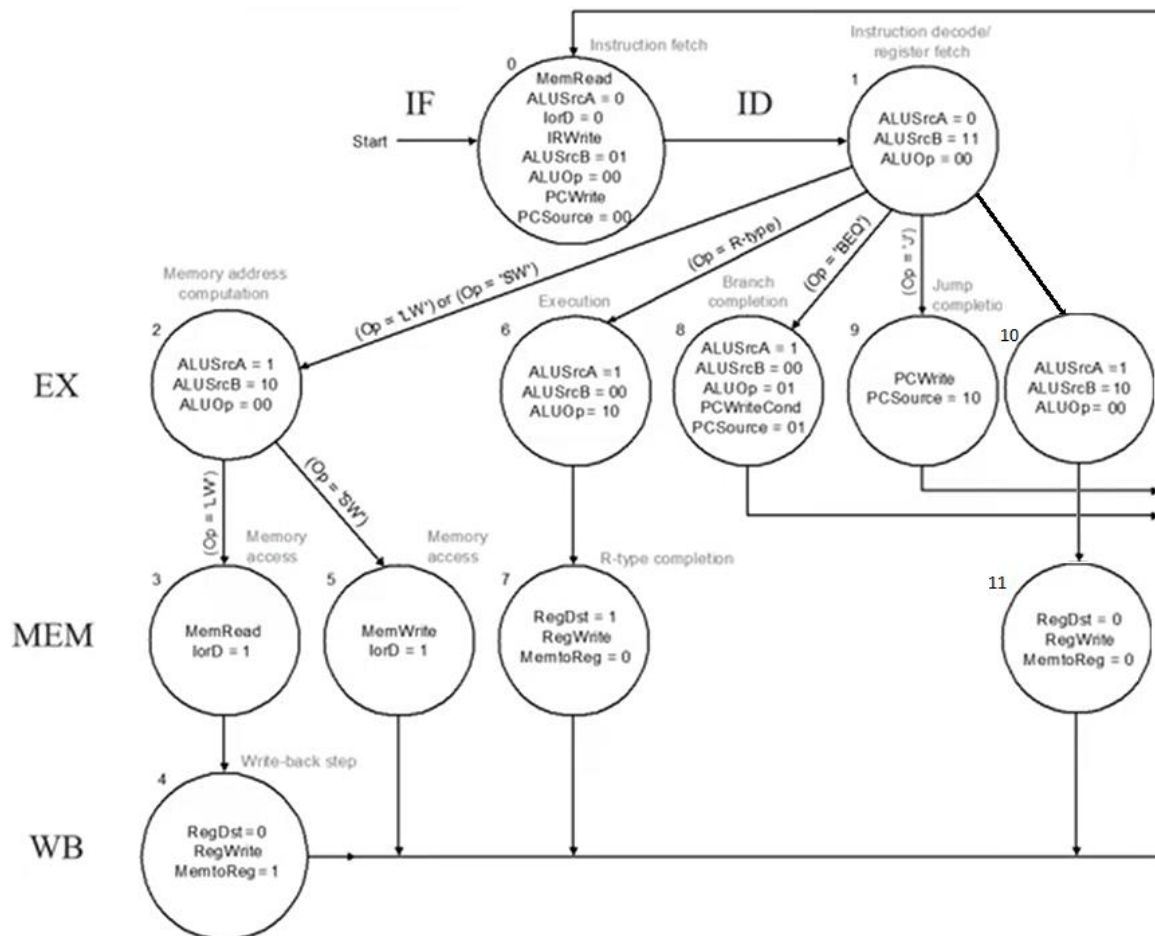 Instruction fetch
Instruction decode/
register fetch
0
1
IF
ID
Start
MemRead
ALUSrcA = 0
IorD = 0
IRWrite
ALUSrcB = 01
ALUOp = 00
PCWrite
PCSource = 00
ALUSrcA = 0
ALUSrcB = 11
ALUOp = 00
(Op = 'LW') or (Op = 'SW')
(Op = R-type)
(Op = 'BEQ')
(Op = 'J')
EX
Memory address
computation
2
ALUSrcA = 1
ALUSrcB = 10
ALUOp = 00
Execution
6
ALUSrcA =1
ALUSrcB = 00
ALUOp = 10
Branch
completion
8
ALUSrcA = 1
ALUSrcB = 00
ALUOp = 01
PCWriteCond
PCSource = 01
Jump
completio
9
PCWrite
PCSource = 10
10
ALUSrcA =1
ALUSrcB = 10
ALUOp = 00
(Op = 'LW')
(Op = 'SW')
MEM
Memory
access
3
MemRead
IorD = 1
Memory
access
5
MemWrite
IorD = 1
R-type completion
7
RegDst = 1
RegWrite
MemtoReg = 0
11
RegDst = 0
RegWrite
MemtoReg = 0
WB
Write-back step
4
RegDst=0
RegWrite
MemtoReg=1